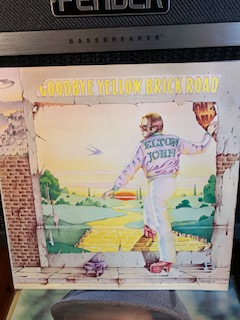 FENDER
BASSBREAKER
GOODBYE YELLOW BRICK ROAD
ELTON
JOHN